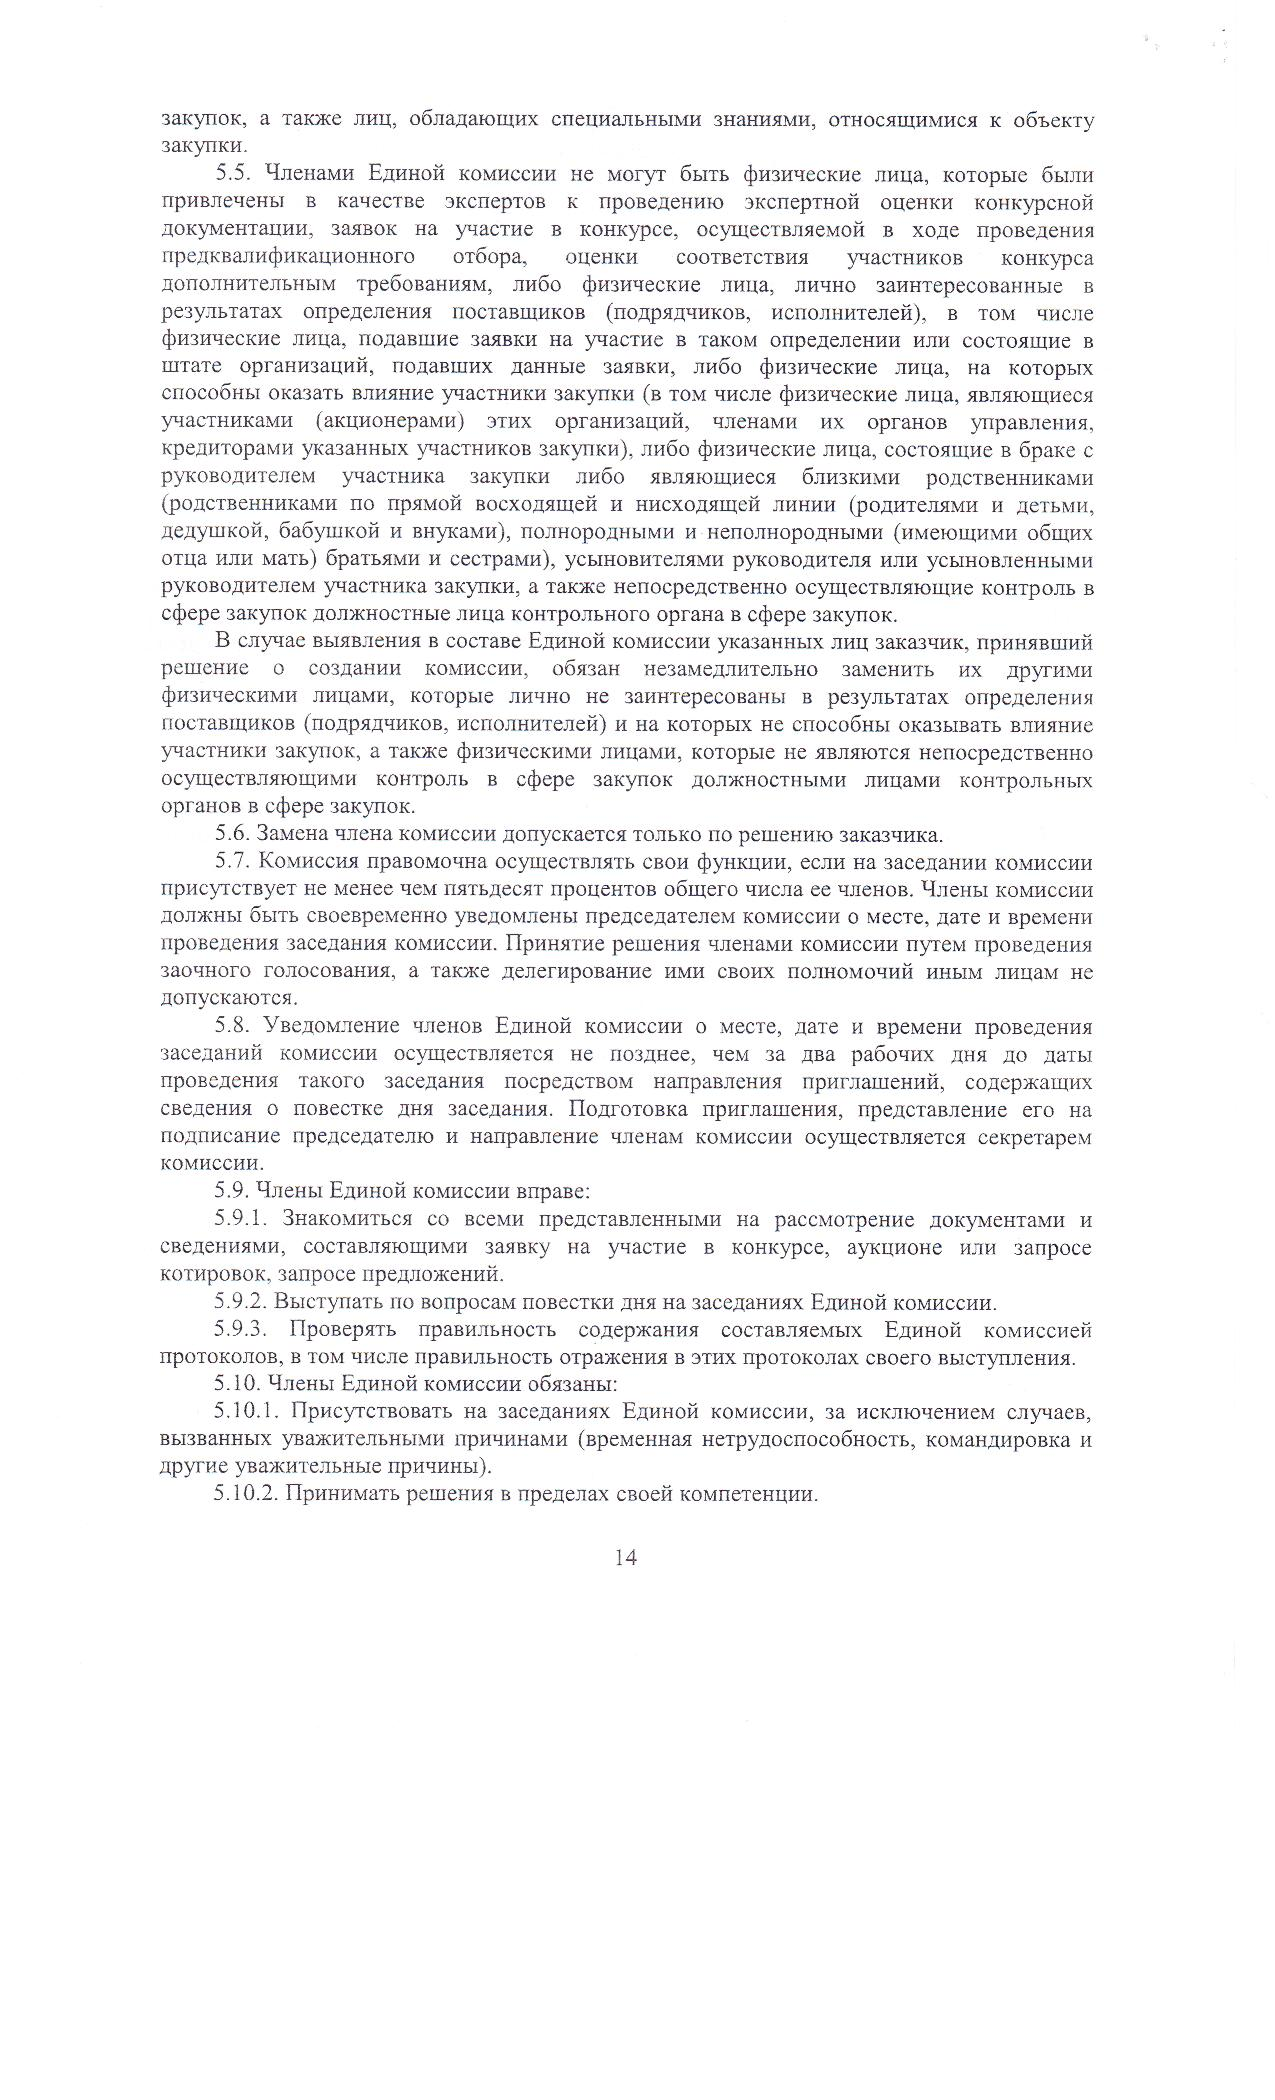 закупок, а также лиц, обладающих специальными знаниями, относящимися к объекту
закупки.
5.5. Членами Единой комиссии не могут быть физические лица, которые были
привлечены в качестве экспертов к проведению экспертной оценки конкурсной
документации, заявок на участие в конкурсе, осуществляемой в ходе проведения
предквалификационного отбора, оценки соответствия участников конкурса
дополнительным требованиям, либо физические лица, лично заинтересованные в
результатах определения поставщиков (подрядчиков, исполнителей), в том числе
физические лица, подавшие заявки на участие в таком определении или состоящие в
штате организаций, подавших данные заявки, либо физические лица, на которых
способны оказать влияние участники закупки (в том числе физические лица, являющиеся
участниками (акционерами) этих организаций, членами их органов управления,
кредиторами указанных участников закупки), либо физические лица, состоящие в браке с
руководителем участника закупки либо являющиеся близкими родственниками
(родственниками по прямой восходящей и нисходящей линии (родителями и детьми,
дедушкой, бабушкой и внуками), полнородными и неполнородными (имеющими общих
отца или мать) братьями и сестрами), усыновителями руководителя или усыновленными
руководителем участника закупки, а также непосредственно осуществляющие контроль в
сфере закупок должностные лица контрольного органа в сфере закупок.
В случае выявления в составе Единой комиссии указанных лиц заказчик, принявший
решение о создании комиссии, обязан незамедлительно заменить их другими
физическими лицами, которые лично не заинтересованы в результатах определения
поставщиков (подрядчиков, исполнителей) и на которых не способны оказывать влияние
участники закупок, а также физическими лицами, которые не являются непосредственно
осуществляющими контроль в сфере закупок должностными лицами контрольных
органов в сфере закупок.
5.6. Замена члена комиссии допускается только по решению заказчика.
5.7. Комиссия правомочна осуществлять свои функции, если на заседании комиссии
присутствует не менее чем пятьдесят процентов общего числа ее членов. Члены комиссии
должны быть своевременно уведомлены председателем комиссии о месте, дате и времени
проведения заседания комиссии. Принятие решения членами комиссии путем проведения
заочного голосования, а также делегирование ими своих полномочий иным лицам не
допускаются.
5.8. Уведомление членов Единой комиссии о месте, дате и времени проведения
заседаний комиссии осуществляется не позднее, чем за два рабочих дня до даты
проведения такого заседания посредством направления приглашений, содержащих
сведения о повестке дня заседания. Подготовка приглашения, представление его на
подписание председателю и направление членам комиссии осуществляется секретарем
комиссии.
5.9. Члены Единой комиссии вправе:
5.9.1. Знакомиться со всеми представленными на рассмотрение документами и
сведениями, составляющими заявку на участие в конкурсе, аукционе или запросе
котировок, запросе предложений.
5.9.2. Выступать по вопросам повестки дня на заседаниях Единой комиссии.
5.9.3. Проверять правильность содержания составляемых Единой комиссией
протоколов, в том числе правильность отражения в этих протоколах своего выступления.
5.10. Члены Единой комиссии обязаны:
5.10.1. Присутствовать на заседаниях Единой комиссии, за исключением случаев,
вызванных уважительными причинами (временная нетрудоспособность, командировка и
другие уважительные причины).
5.10.2. Принимать решения в пределах своей компетенции.
14